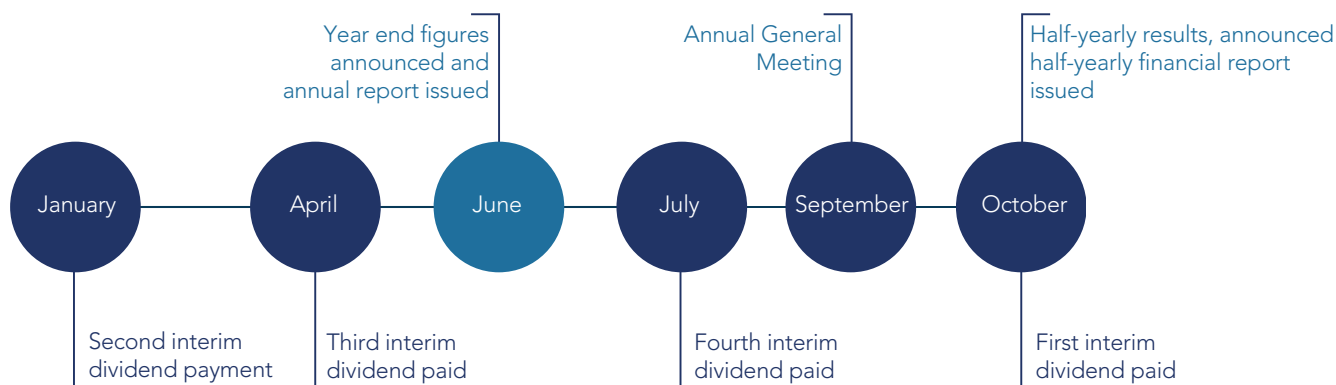 Year end figures
announced and
annual report issued
Annual General
Meeting
Half-yearly results, announced
half-yearly financial report
issued
January
April
June
July
September
October
Second interim
dividend payment
Third interim
dividend paid
Fourth interim
dividend paid
First interim
dividend paid